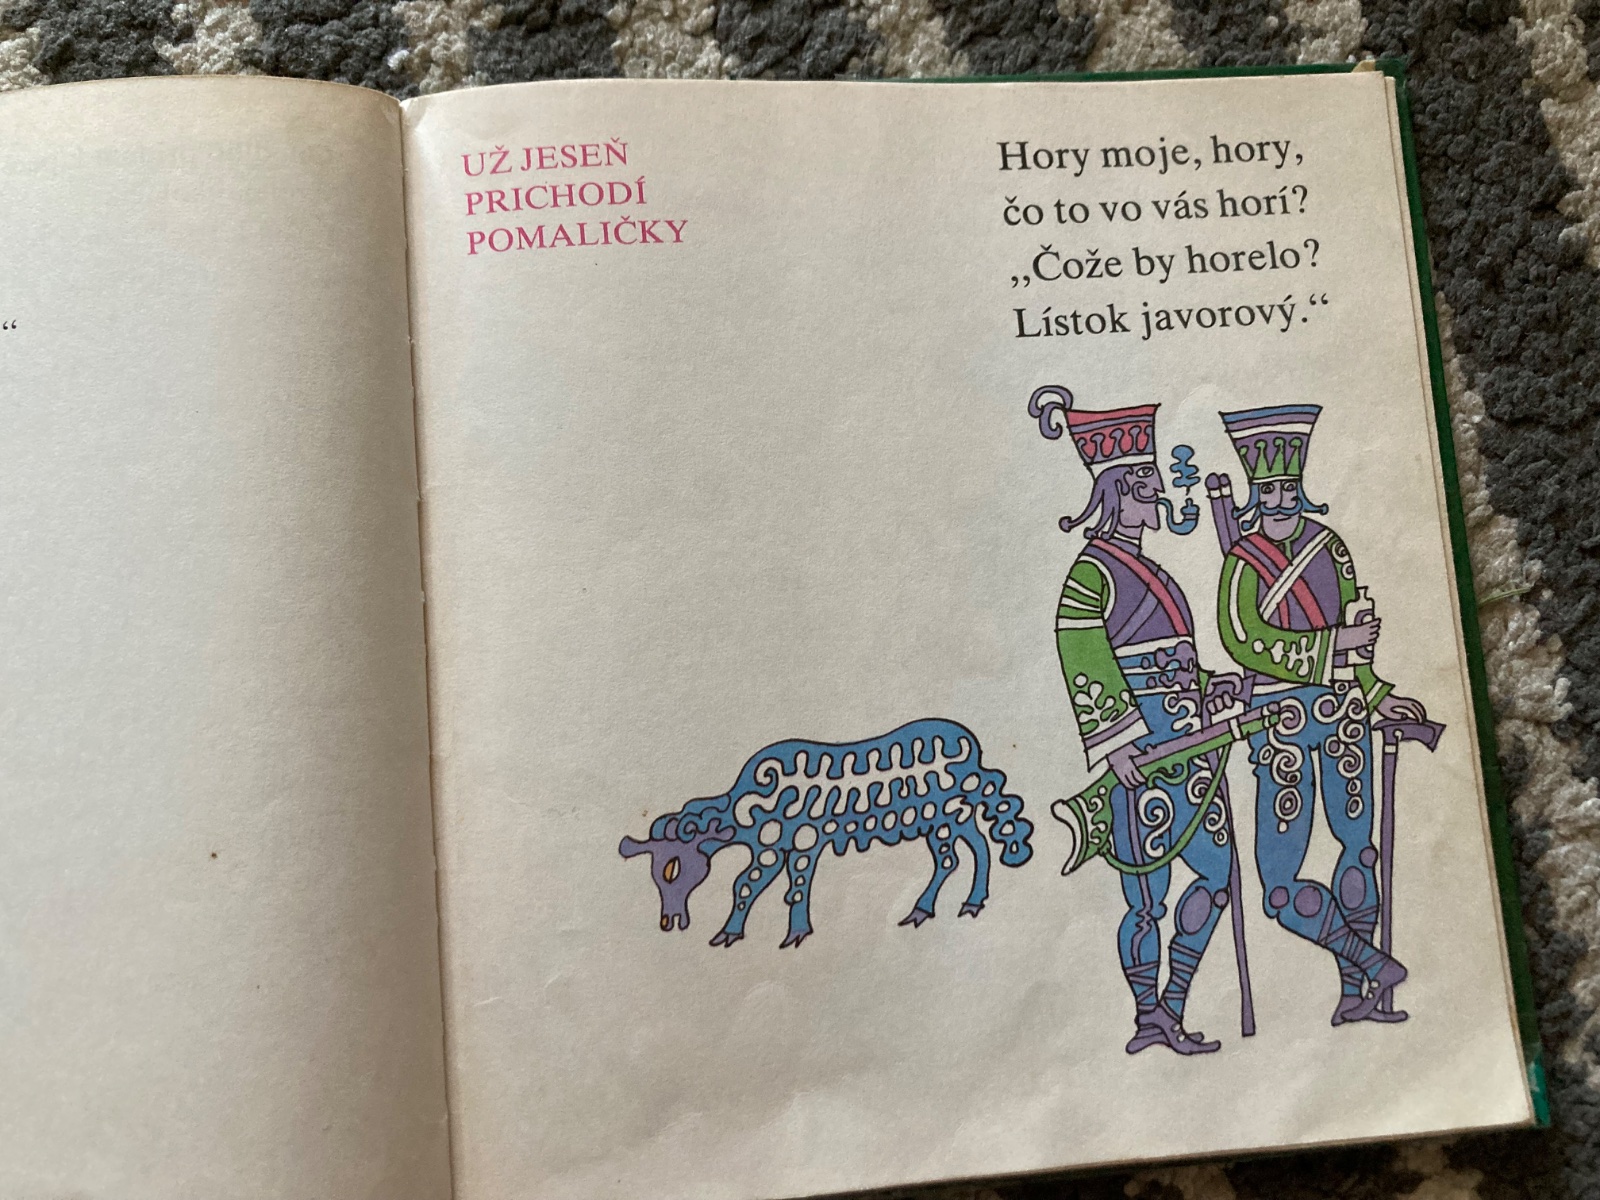 “
UŽ JESEŇ
PRICHODÍ
POMALIČKY
Hory moje, hory,
čo to vo vás horí?
„Čože by horelo?
Lístok javorový.“